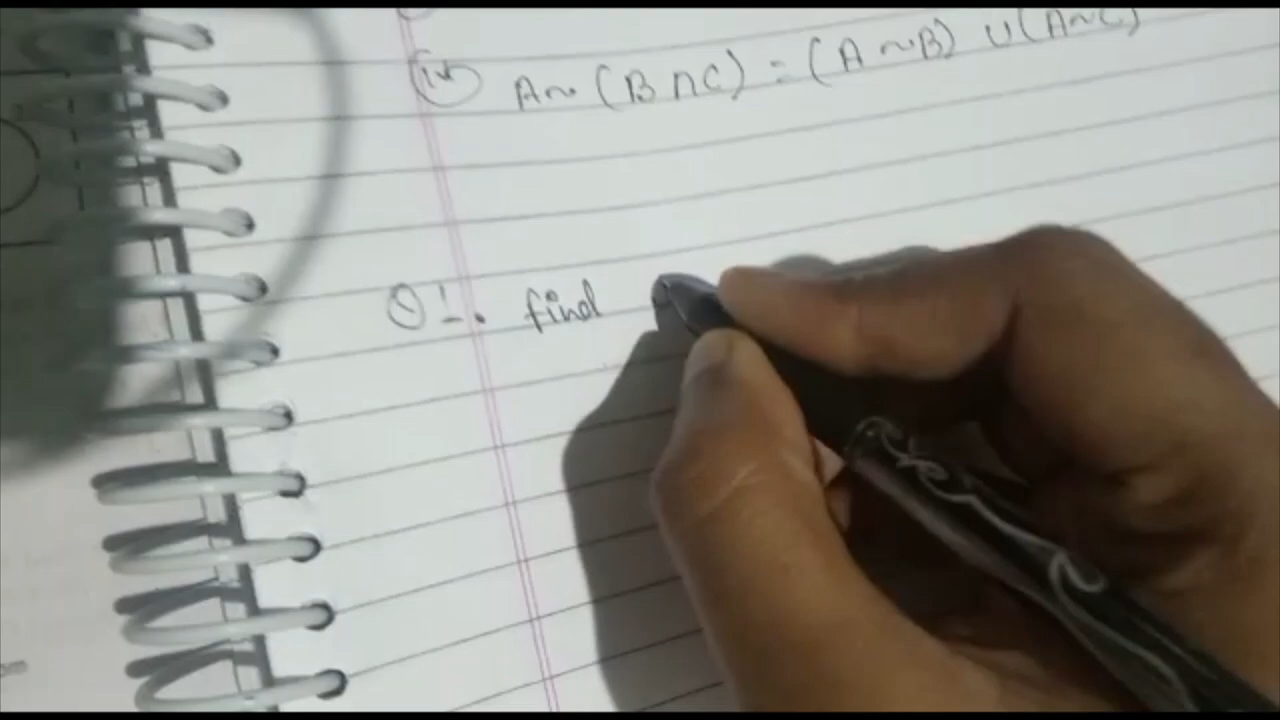 (iv) A~(B∩C) = (A~B) ∪(A~C)
Q1. find